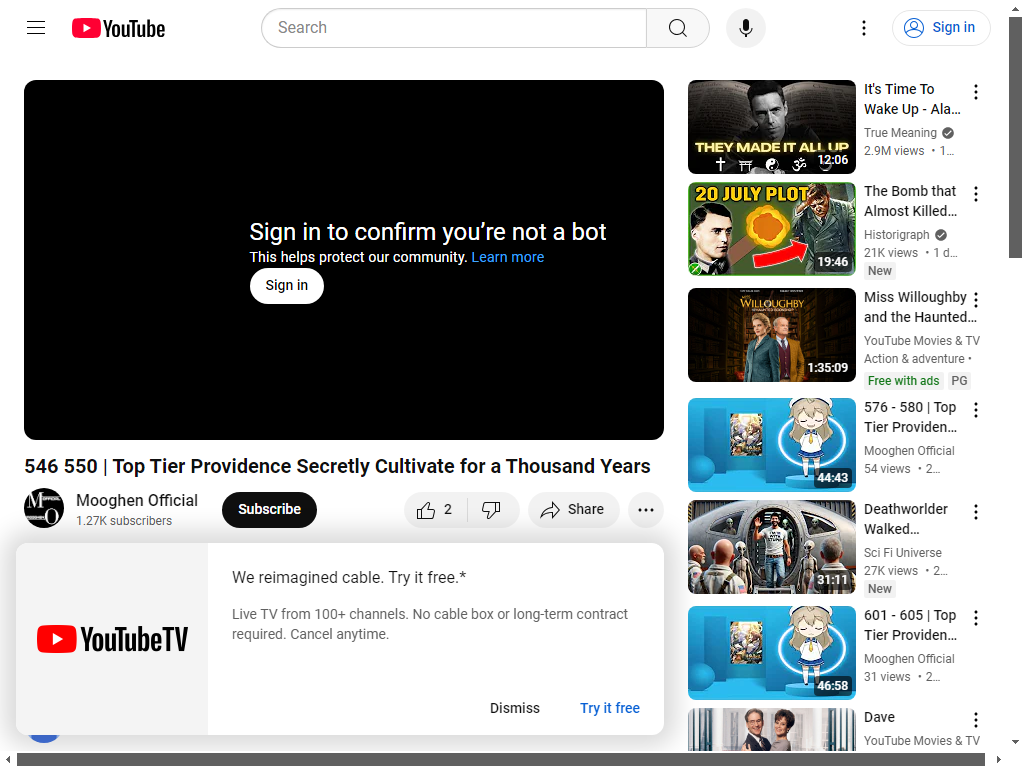 YouTube
Search
Sign in
Sign in to confirm you’re not a bot
This helps protect our community. Learn more
Sign in
546 550 | Top Tier Providence Secretly Cultivate for a Thousand Years
Mooghen Official
1.27K subscribers
Subscribe
2
Share
YouTubeTV
We reimagined cable. Try it free.*
Live TV from 100+ channels. No cable box or long-term contract
required. Cancel anytime.
Dismiss
Try it free
THEY MADE IT ALL UP
12:06
It's Time To
Wake Up - Ala...
True Meaning
2.9M views • 1...
20 JULY PLOT
19:46
The Bomb that
Almost Killed...
Historigraph
21K views • 1 d...
New
WILLOUGHBY
1:35:09
Miss Willoughby
and the Haunted...
YouTube Movies & TV
Action & adventure •
Free with ads
PG
44:43
576 - 580 | Top
Tier Providen...
Mooghen Official
54 views • 2...
31:11
Deathworlder
Walked...
Sci Fi Universe
27K views • 2...
New
46:58
601 - 605 | Top
Tier Providen...
Mooghen Official
31 views • 2...
Dave
YouTube Movies & TV